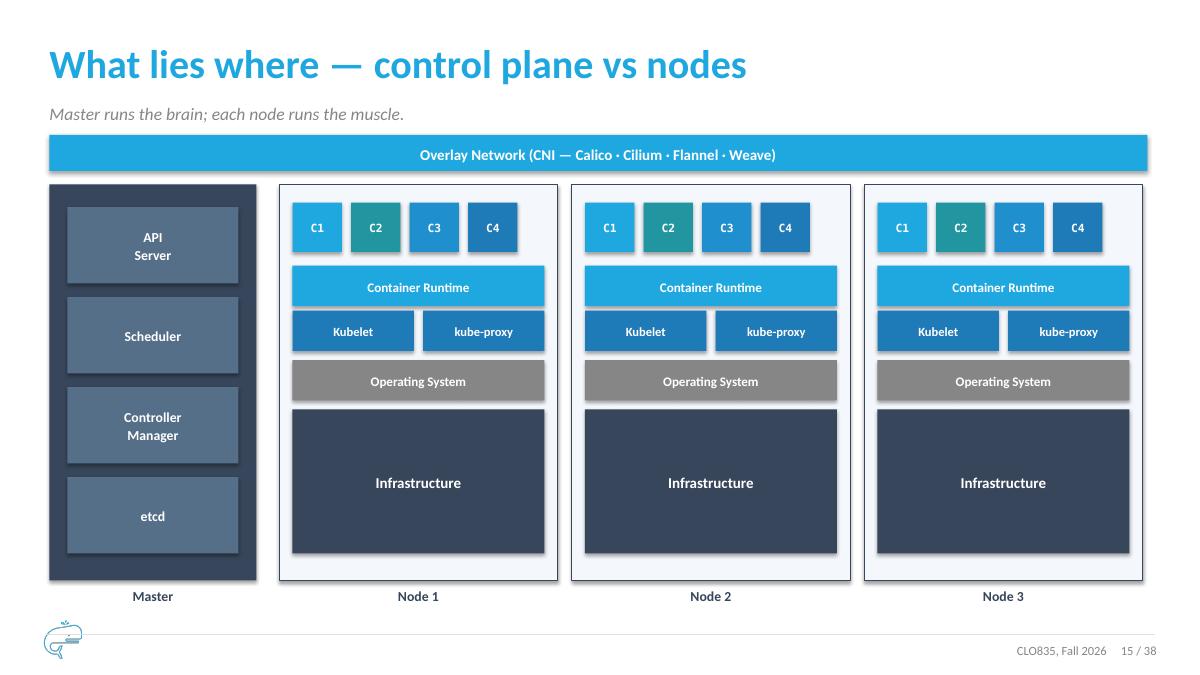 What lies where — control plane vs nodes
Master runs the brain; each node runs the muscle.
Overlay Network (CNI — Calico · Cilium · Flannel · Weave)
API
Server
Scheduler
Controller
Manager
etcd
Master
C1 C2 C3 C4
Container Runtime
Kubelet kube-proxy
Operating System
Infrastructure
Node 1
C1 C2 C3 C4
Container Runtime
Kubelet kube-proxy
Operating System
Infrastructure
Node 2
C1 C2 C3 C4
Container Runtime
Kubelet kube-proxy
Operating System
Infrastructure
Node 3
CLO835, Fall 2026 15 / 38